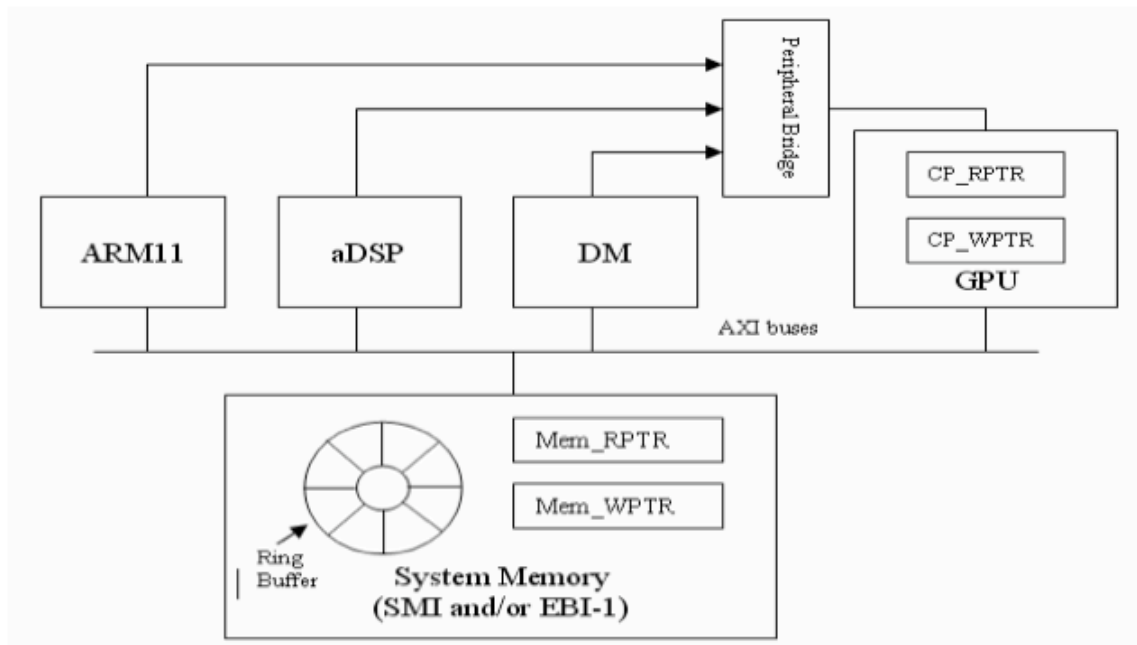 Peripheral Bridge
CP_RPTR
CP_WPTR
GPU
ARM11
aDSP
DM
AXI buses
Mem_RPTR
Mem_WPTR
Ring
Buffer
System Memory
(SMI and/or EBI-1)